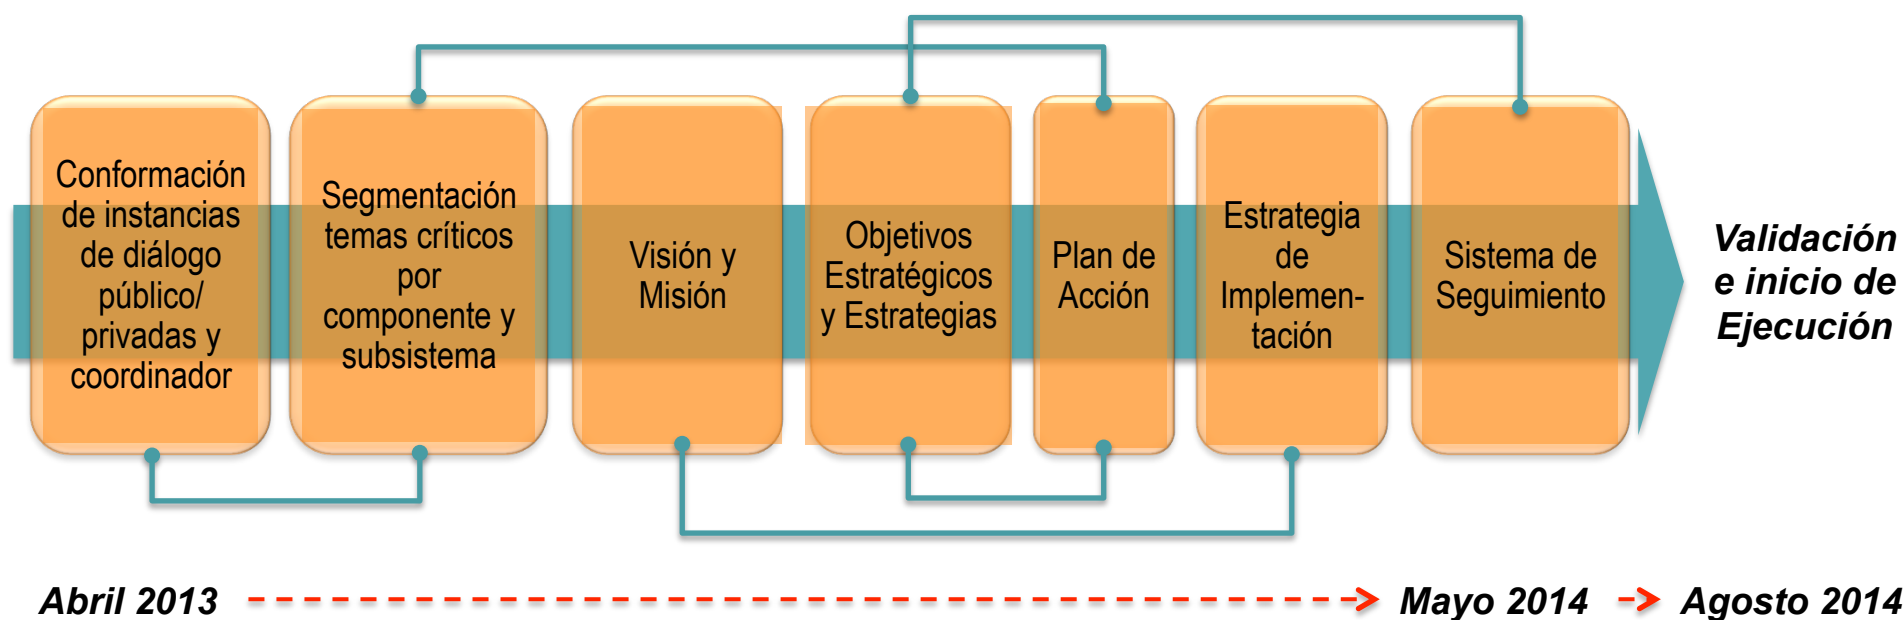 Conformación
de instancias
de diálogo
público/
privadas y
coordinador
Segmentación
temas críticos
por
componente y
subsistema
Visión y
Misión
Objetivos
Estratégicos
y Estrategias
Plan de
Acción
Estrategia
de
Implemen-
tación
Sistema de
Seguimiento
Validación
e inicio de
Ejecución
Abril 2013
Mayo 2014
Agosto 2014